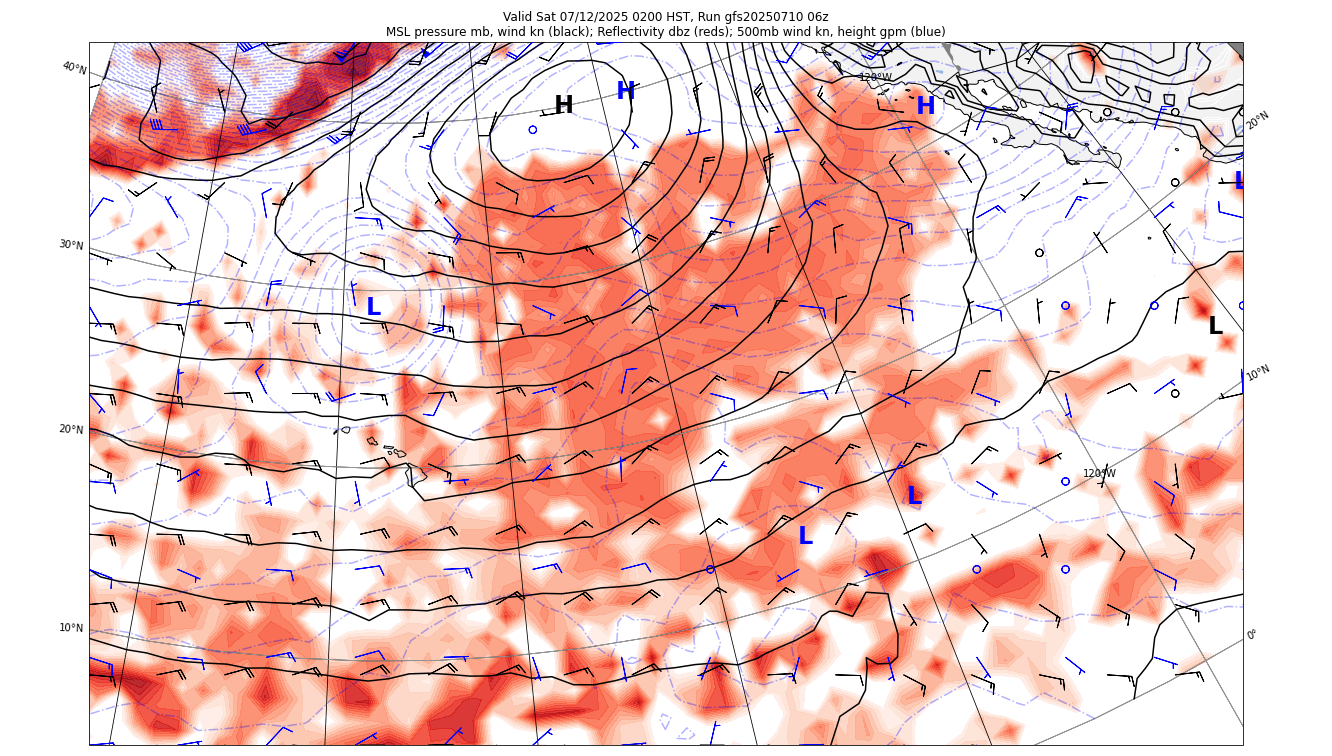 Valid Sat 07/12/2025 0200 HST, Run gfs20250710 06z
MSL pressure mb, wind kn (black); Reflectivity dbz (reds); 500mb wind kn, height gpm (blue)
40°N
120°W
H
H
H
20°N
L
30°N
L
L
10°N
20°N
120°W
L
L
10°N
0°